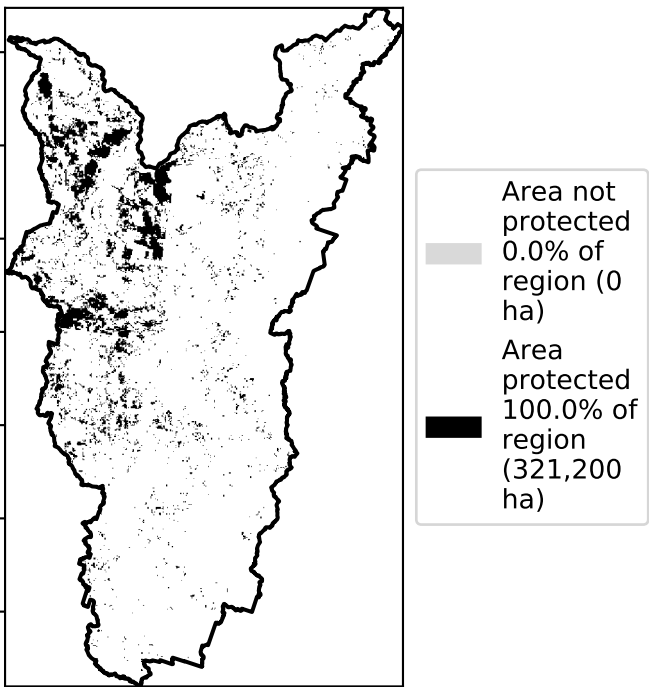 Area not
protected
0.0% of
region (0
ha)
Area
protected
100.0% of
region
(321,200
ha)